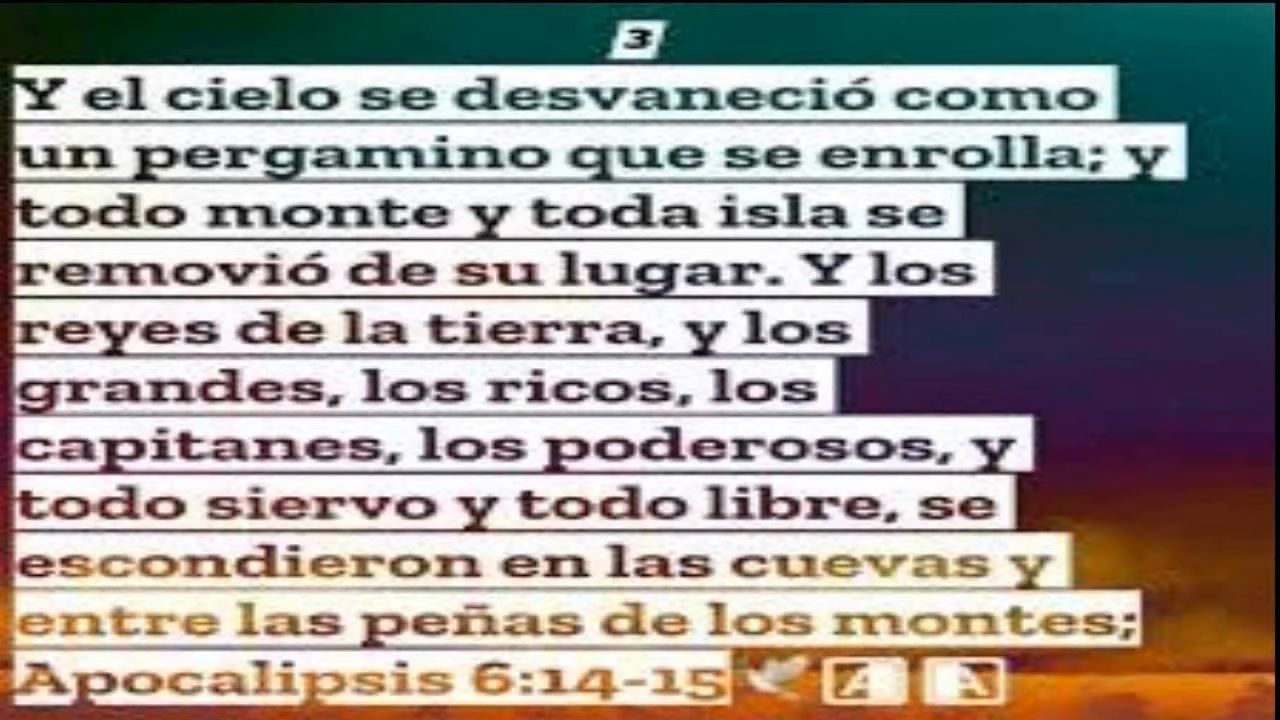 3
Y el cielo se desvaneció como
un pergamino que se enrolla; y
todo monte y toda isla se
removió de su lugar. Y los
reyes de la tierra, y los
grandes, los ricos, los
capitanes, los poderosos, y
todo siervo y todo libre, se
escondieron en las cuevas y
entre las peñas de los montes;
Apocalipsis 6:14-15